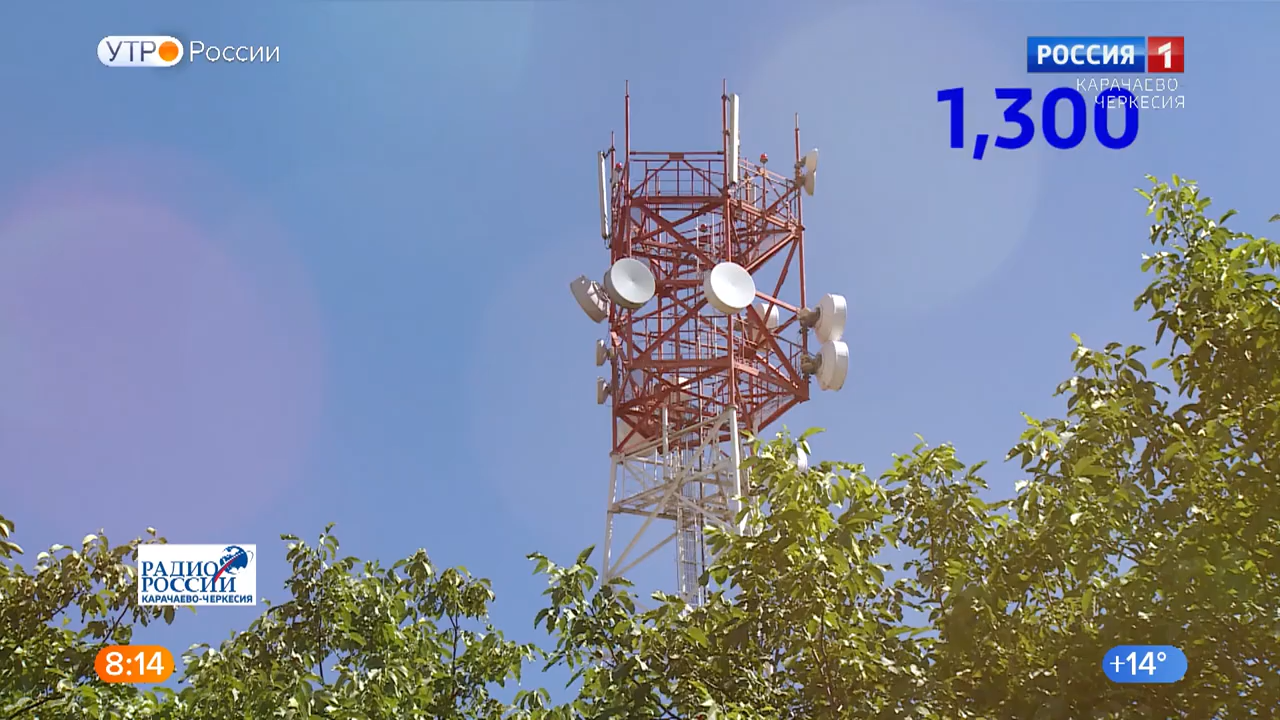 УТРО России
РОССИЯ 1
КАРАЧАЕВО
ЧЕРКЕСИЯ
1,300
РАДИО
РОССИИ
КАРАЧАЕВО-ЧЕРКЕСИЯ
8:14
+14°